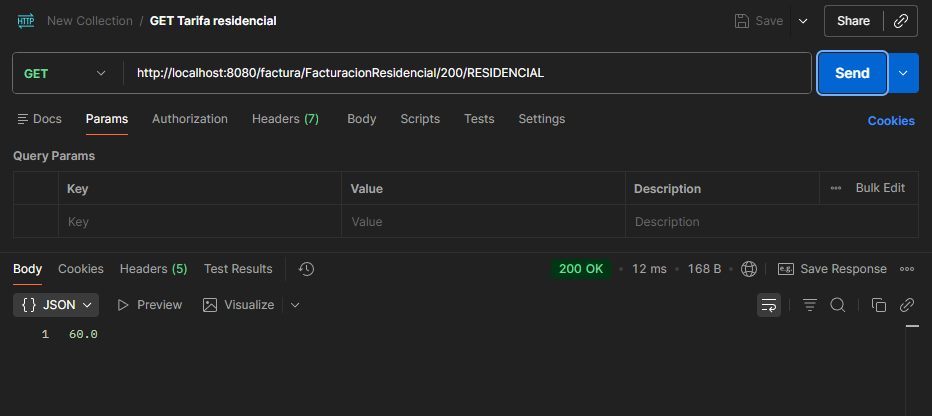 HTTP New Collection / GET Tarifa residencial Save Share
GET http://localhost:8080/factura/FacturacionResidencial/200/RESIDENCIAL Send
Docs Params Authorization Headers (7) Body Scripts Tests Settings Cookies
Query Params
Key Value Description Bulk Edit
Key Value Description
Body Cookies Headers (5) Test Results 200 OK • 12 ms • 168 B • e.g. Save Response
{} JSON Preview Visualize
1 60.0